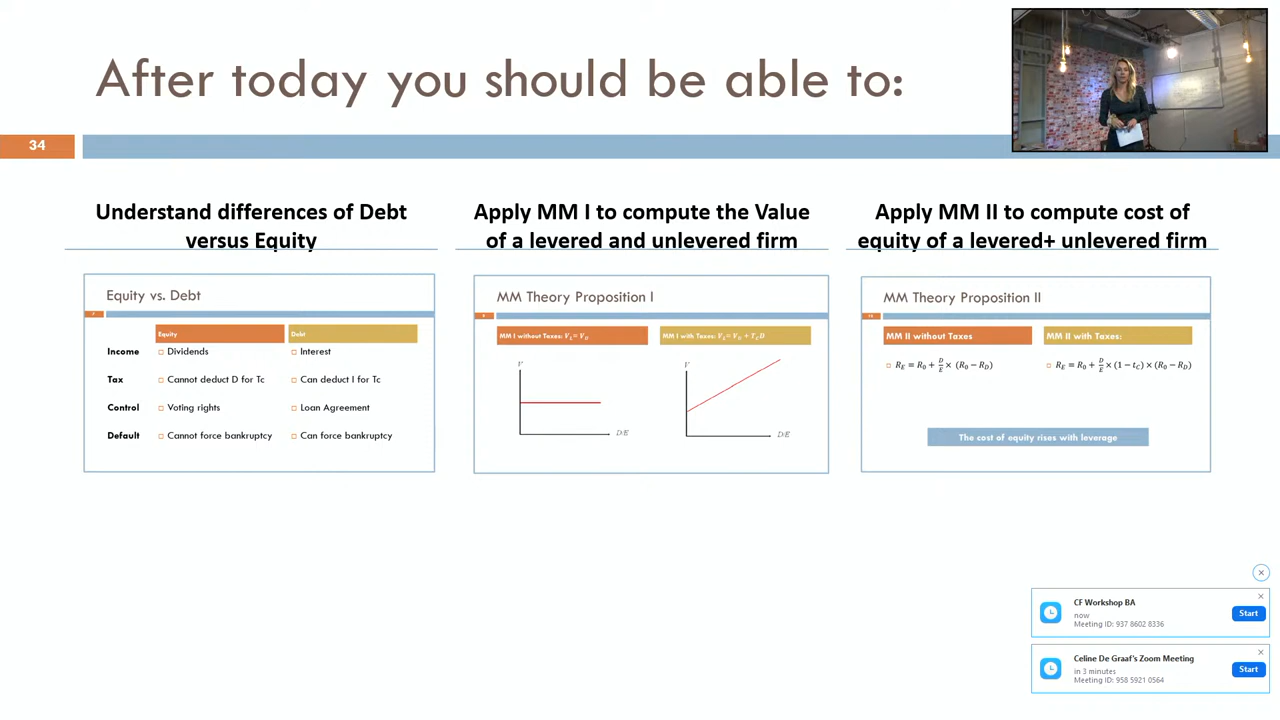 After today you should be able to:
34
Understand differences of Debt
versus Equity
Equity vs. Debt
Equity
Debt
Income
Dividends
Interest
Tax
Cannot deduct D for Tc
Can deduct I for Tc
Control
Voting rights
Loan Agreement
Default
Cannot force bankruptcy
Can force bankruptcy
Apply MM I to compute the Value
of a levered and unlevered firm
MM Theory Proposition I
9
MM I without Taxes: V_L = V_U
MM I with Taxes: V_L = V_U + T_C D
V
D/E
V
D/E
Apply MM II to compute cost of
equity of a levered+ unlevered firm
MM Theory Proposition II
MM II without Taxes
MM II with Taxes:
R_E = R_0 + D/E × (R_0 − R_D)
R_E = R_0 + D/E × (1 − t_C) × (R_0 − R_D)
The cost of equity rises with leverage
CF Workshop BA
now
Meeting ID: 937 8602 8336
Start
Celine De Graaf's Zoom Meeting
in 3 minutes
Meeting ID: 958 5921 0564
Start